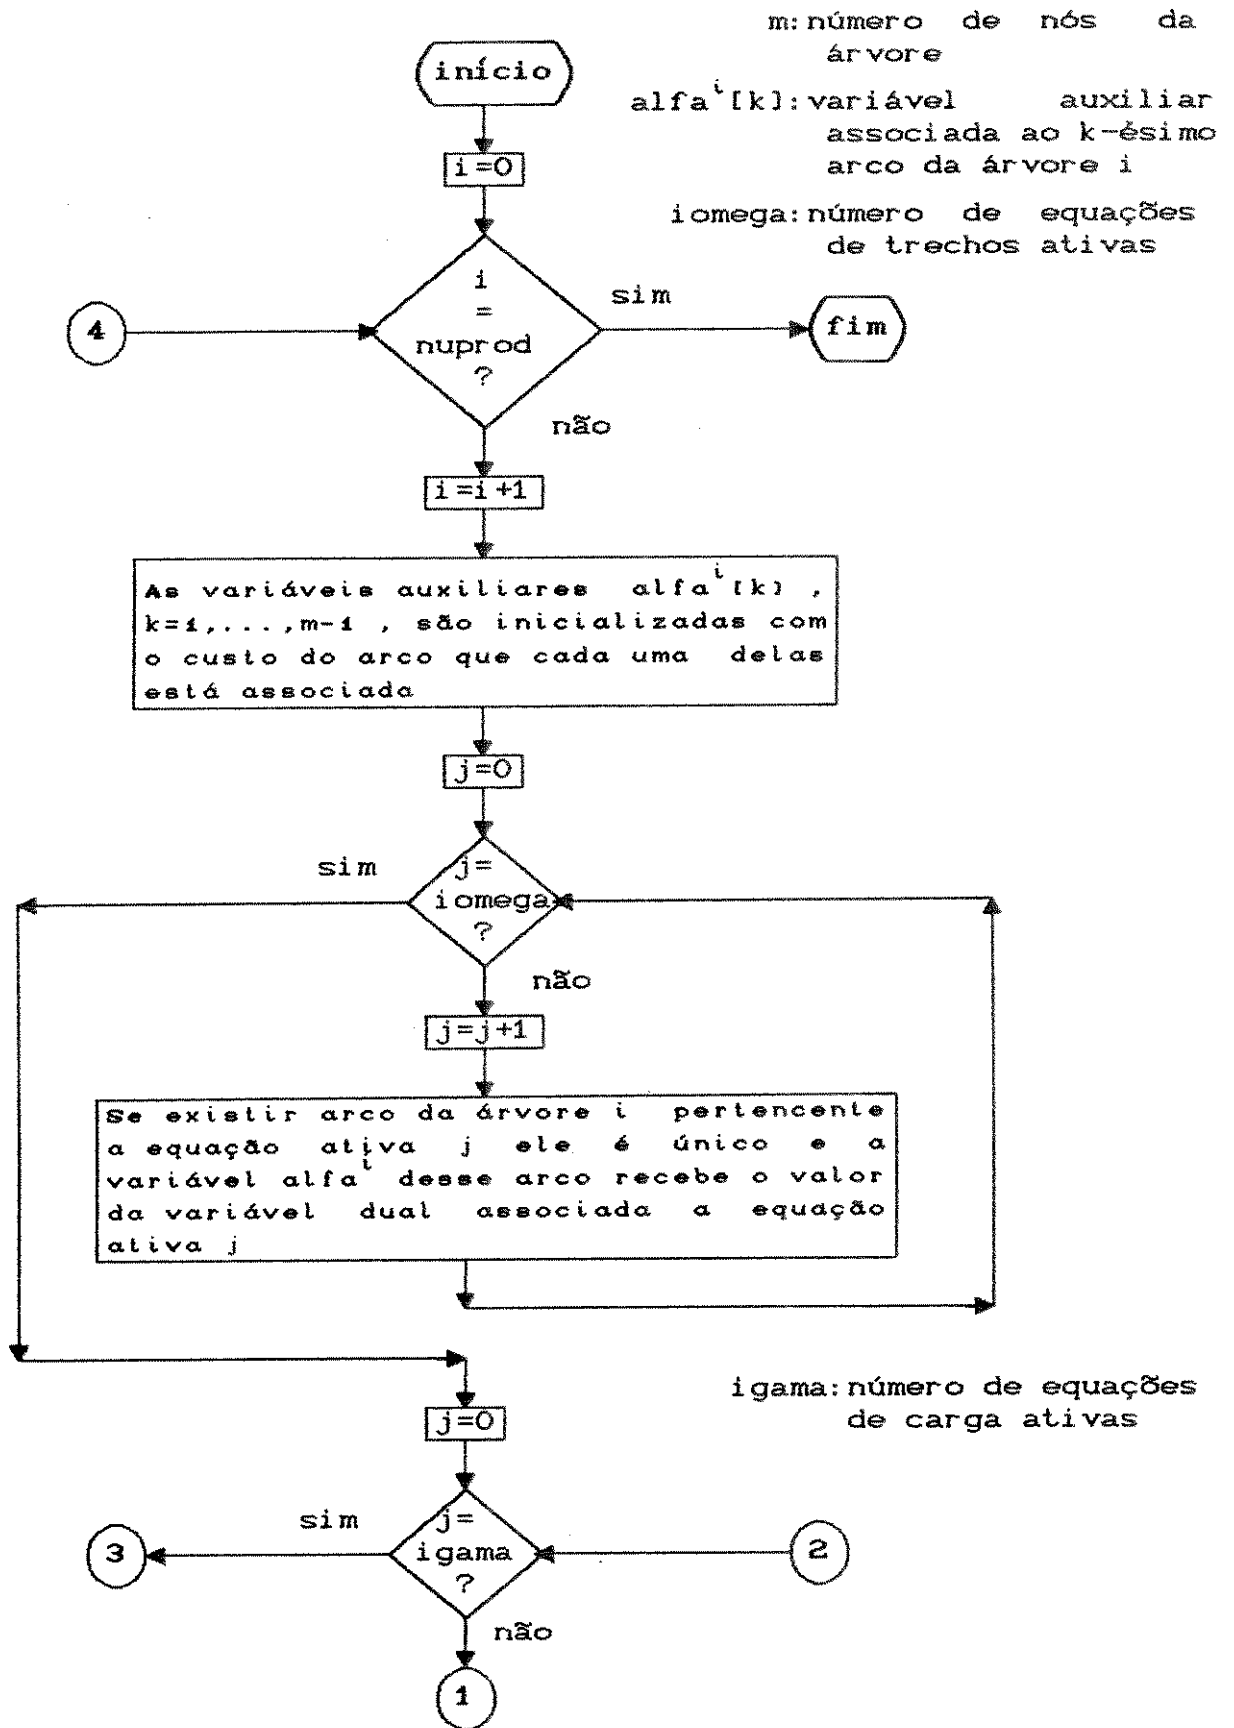 m: número de nós da
árvore
início
alfaⁱ[k]: variável auxiliar
associada ao k-ésimo
arco da árvore i
i=0
iomega: número de equações
de trechos ativas
i
=
nuprod
?
sim
fim
4
não
i=i+1
As variáveis auxiliares alfaⁱ[k] ,
k=1,...,m-1 , são inicializadas com
o custo do arco que cada uma delas
está associada
j=0
sim
j=
iomega
?
não
j=j+1
Se existir arco da árvore i pertencente
a equação ativa j ele é único e a
variável alfaⁱ desse arco recebe o valor
da variável dual associada a equação
ativa j
igama: número de equações
de carga ativas
j=0
sim
j=
igama
?
3
2
não
1